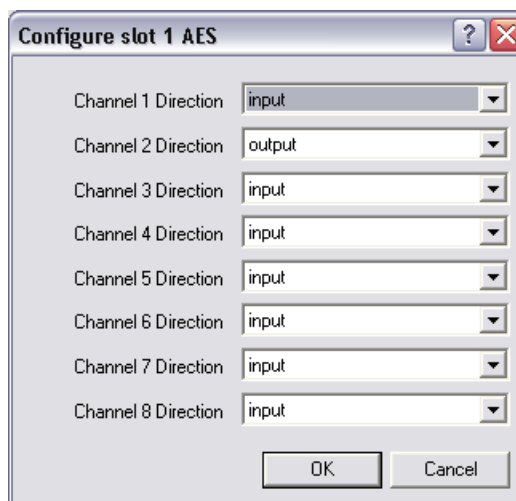 Configure slot 1 AES ?
Channel 1 Direction input
Channel 2 Direction output
Channel 3 Direction input
Channel 4 Direction input
Channel 5 Direction input
Channel 6 Direction input
Channel 7 Direction input
Channel 8 Direction input
OK Cancel